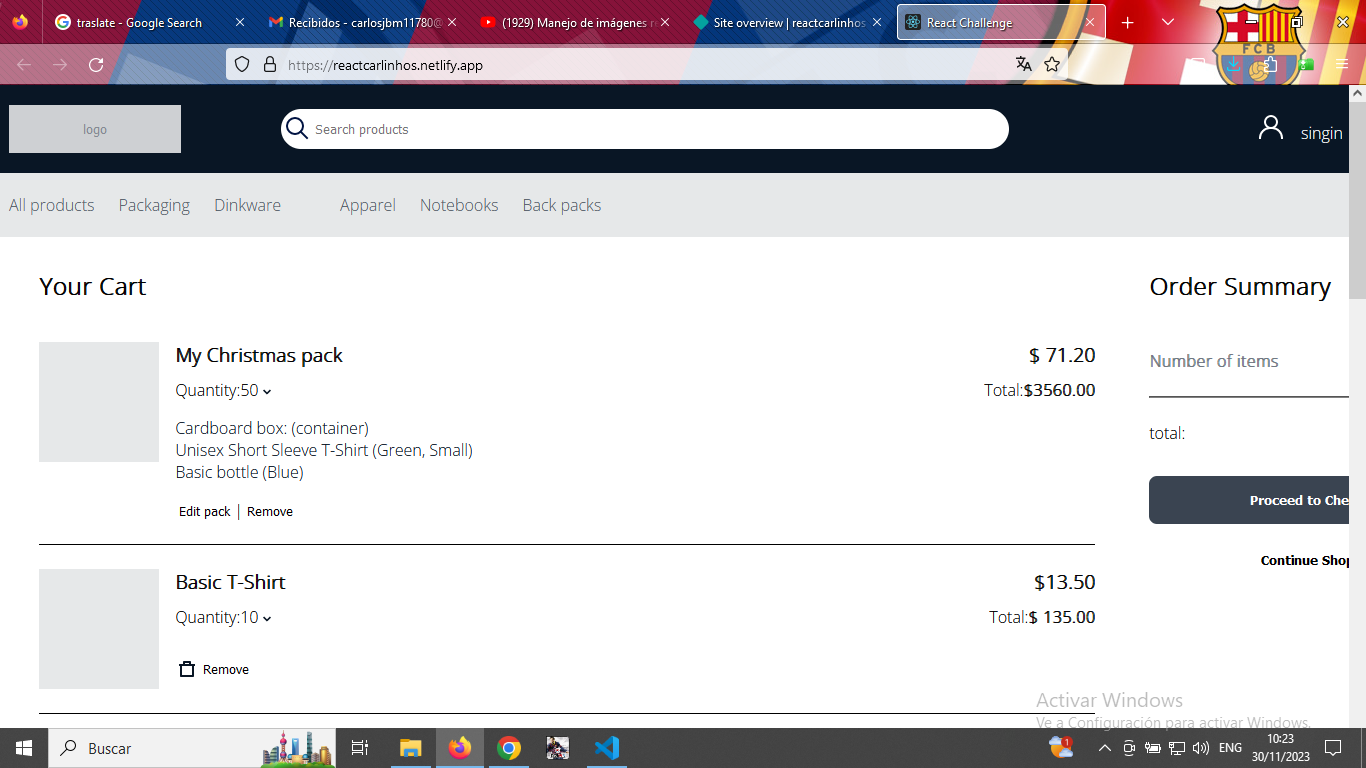 traslate - Google Search
Recibidos - carlosjbm11780@
(1929) Manejo de imágenes r
Site overview | reactcarlinhos
React Challenge
https://reactcarlinhos.netlify.app
FCB
logo
Search products
singin
All products
Packaging
Dinkware
Apparel
Notebooks
Back packs
Your Cart
Order Summary
My Christmas pack
$ 71.20
Number of items
Quantity:50
Total:$3560.00
Cardboard box: (container)
total:
Unisex Short Sleeve T-Shirt (Green, Small)
Basic bottle (Blue)
Edit pack | Remove
Proceed to Che
Continue Shop
Basic T-Shirt
$13.50
Quantity:10
Total:$ 135.00
Remove
Activar Windows
Ve a Configuración para activar Windows.
Buscar
1
ENG
10:23
30/11/2023